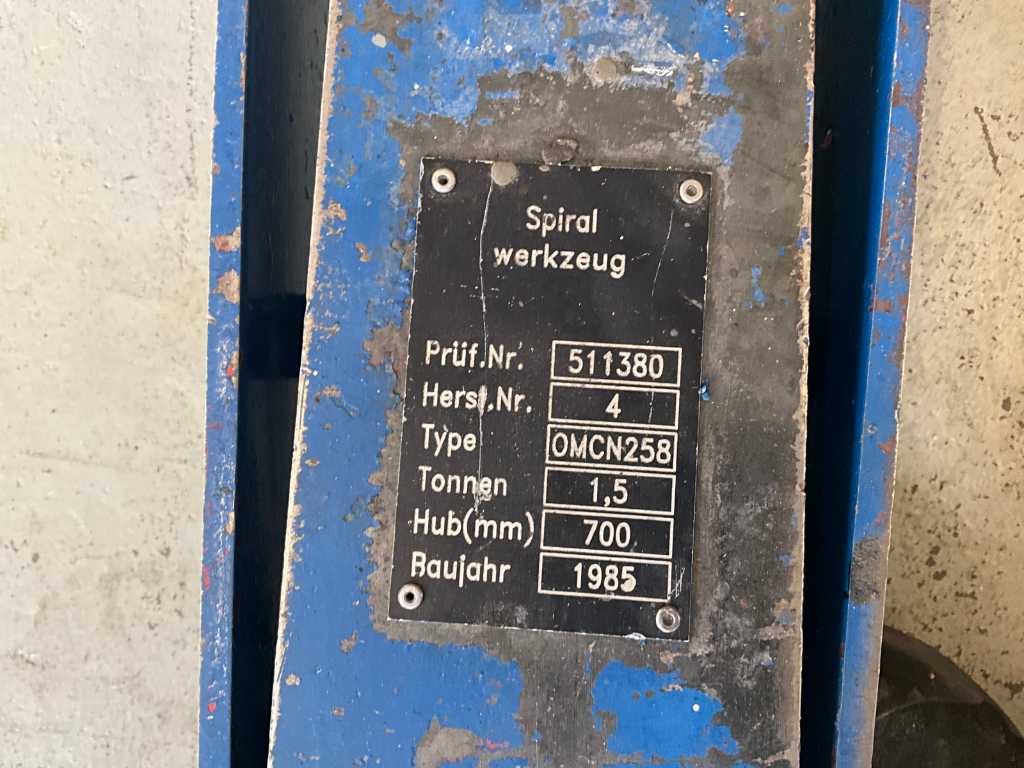 Spiral
werkzeug
Prüf.Nr. 511380
Herst.Nr. 4
Type OMCN258
Tonnen 1,5
Hub(mm) 700
Baujahr 1985